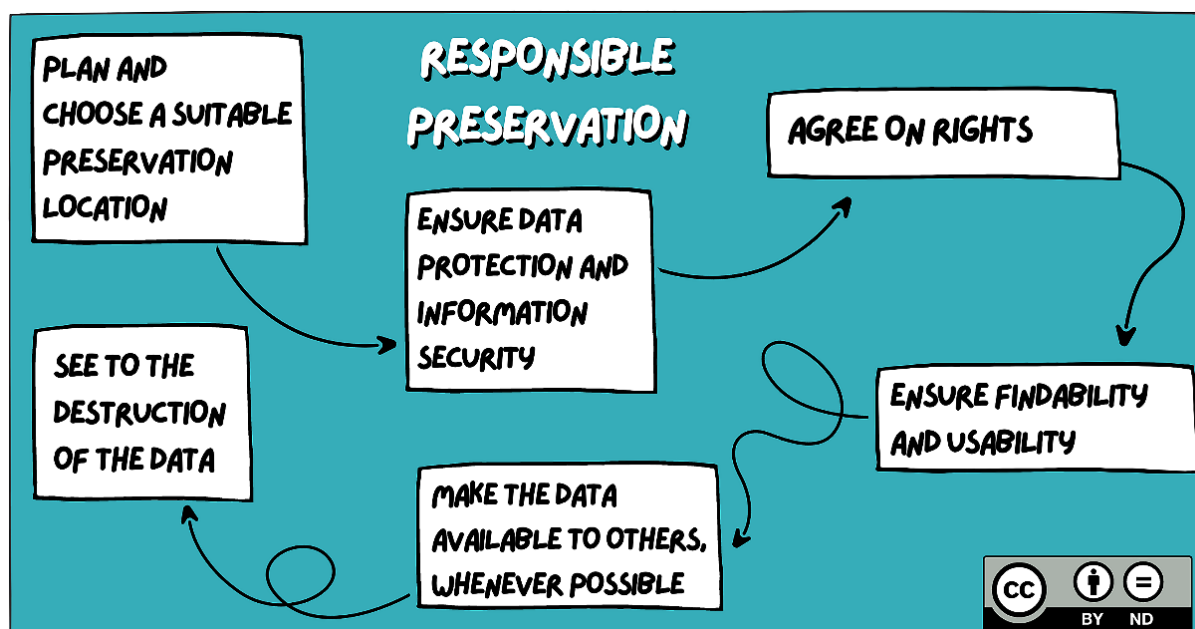 RESPONSIBLE
PRESERVATION
PLAN AND
CHOOSE A SUITABLE
PRESERVATION
LOCATION
ENSURE DATA
PROTECTION AND
INFORMATION
SECURITY
AGREE ON RIGHTS
ENSURE FINDABILITY
AND USABILITY
MAKE THE DATA
AVAILABLE TO OTHERS,
WHENEVER POSSIBLE
SEE TO THE
DESTRUCTION
OF THE DATA
CC
BY ND